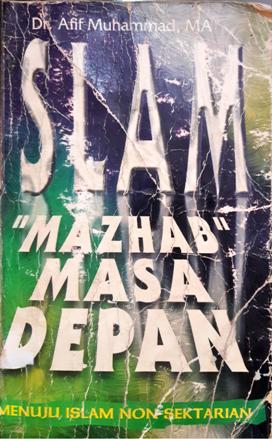 Dr. Afif Muhammad, MA
SLAM
"MAZHAB"
MASA
DEPAN
MENUJU ISLAM NON-SEKTARIAN